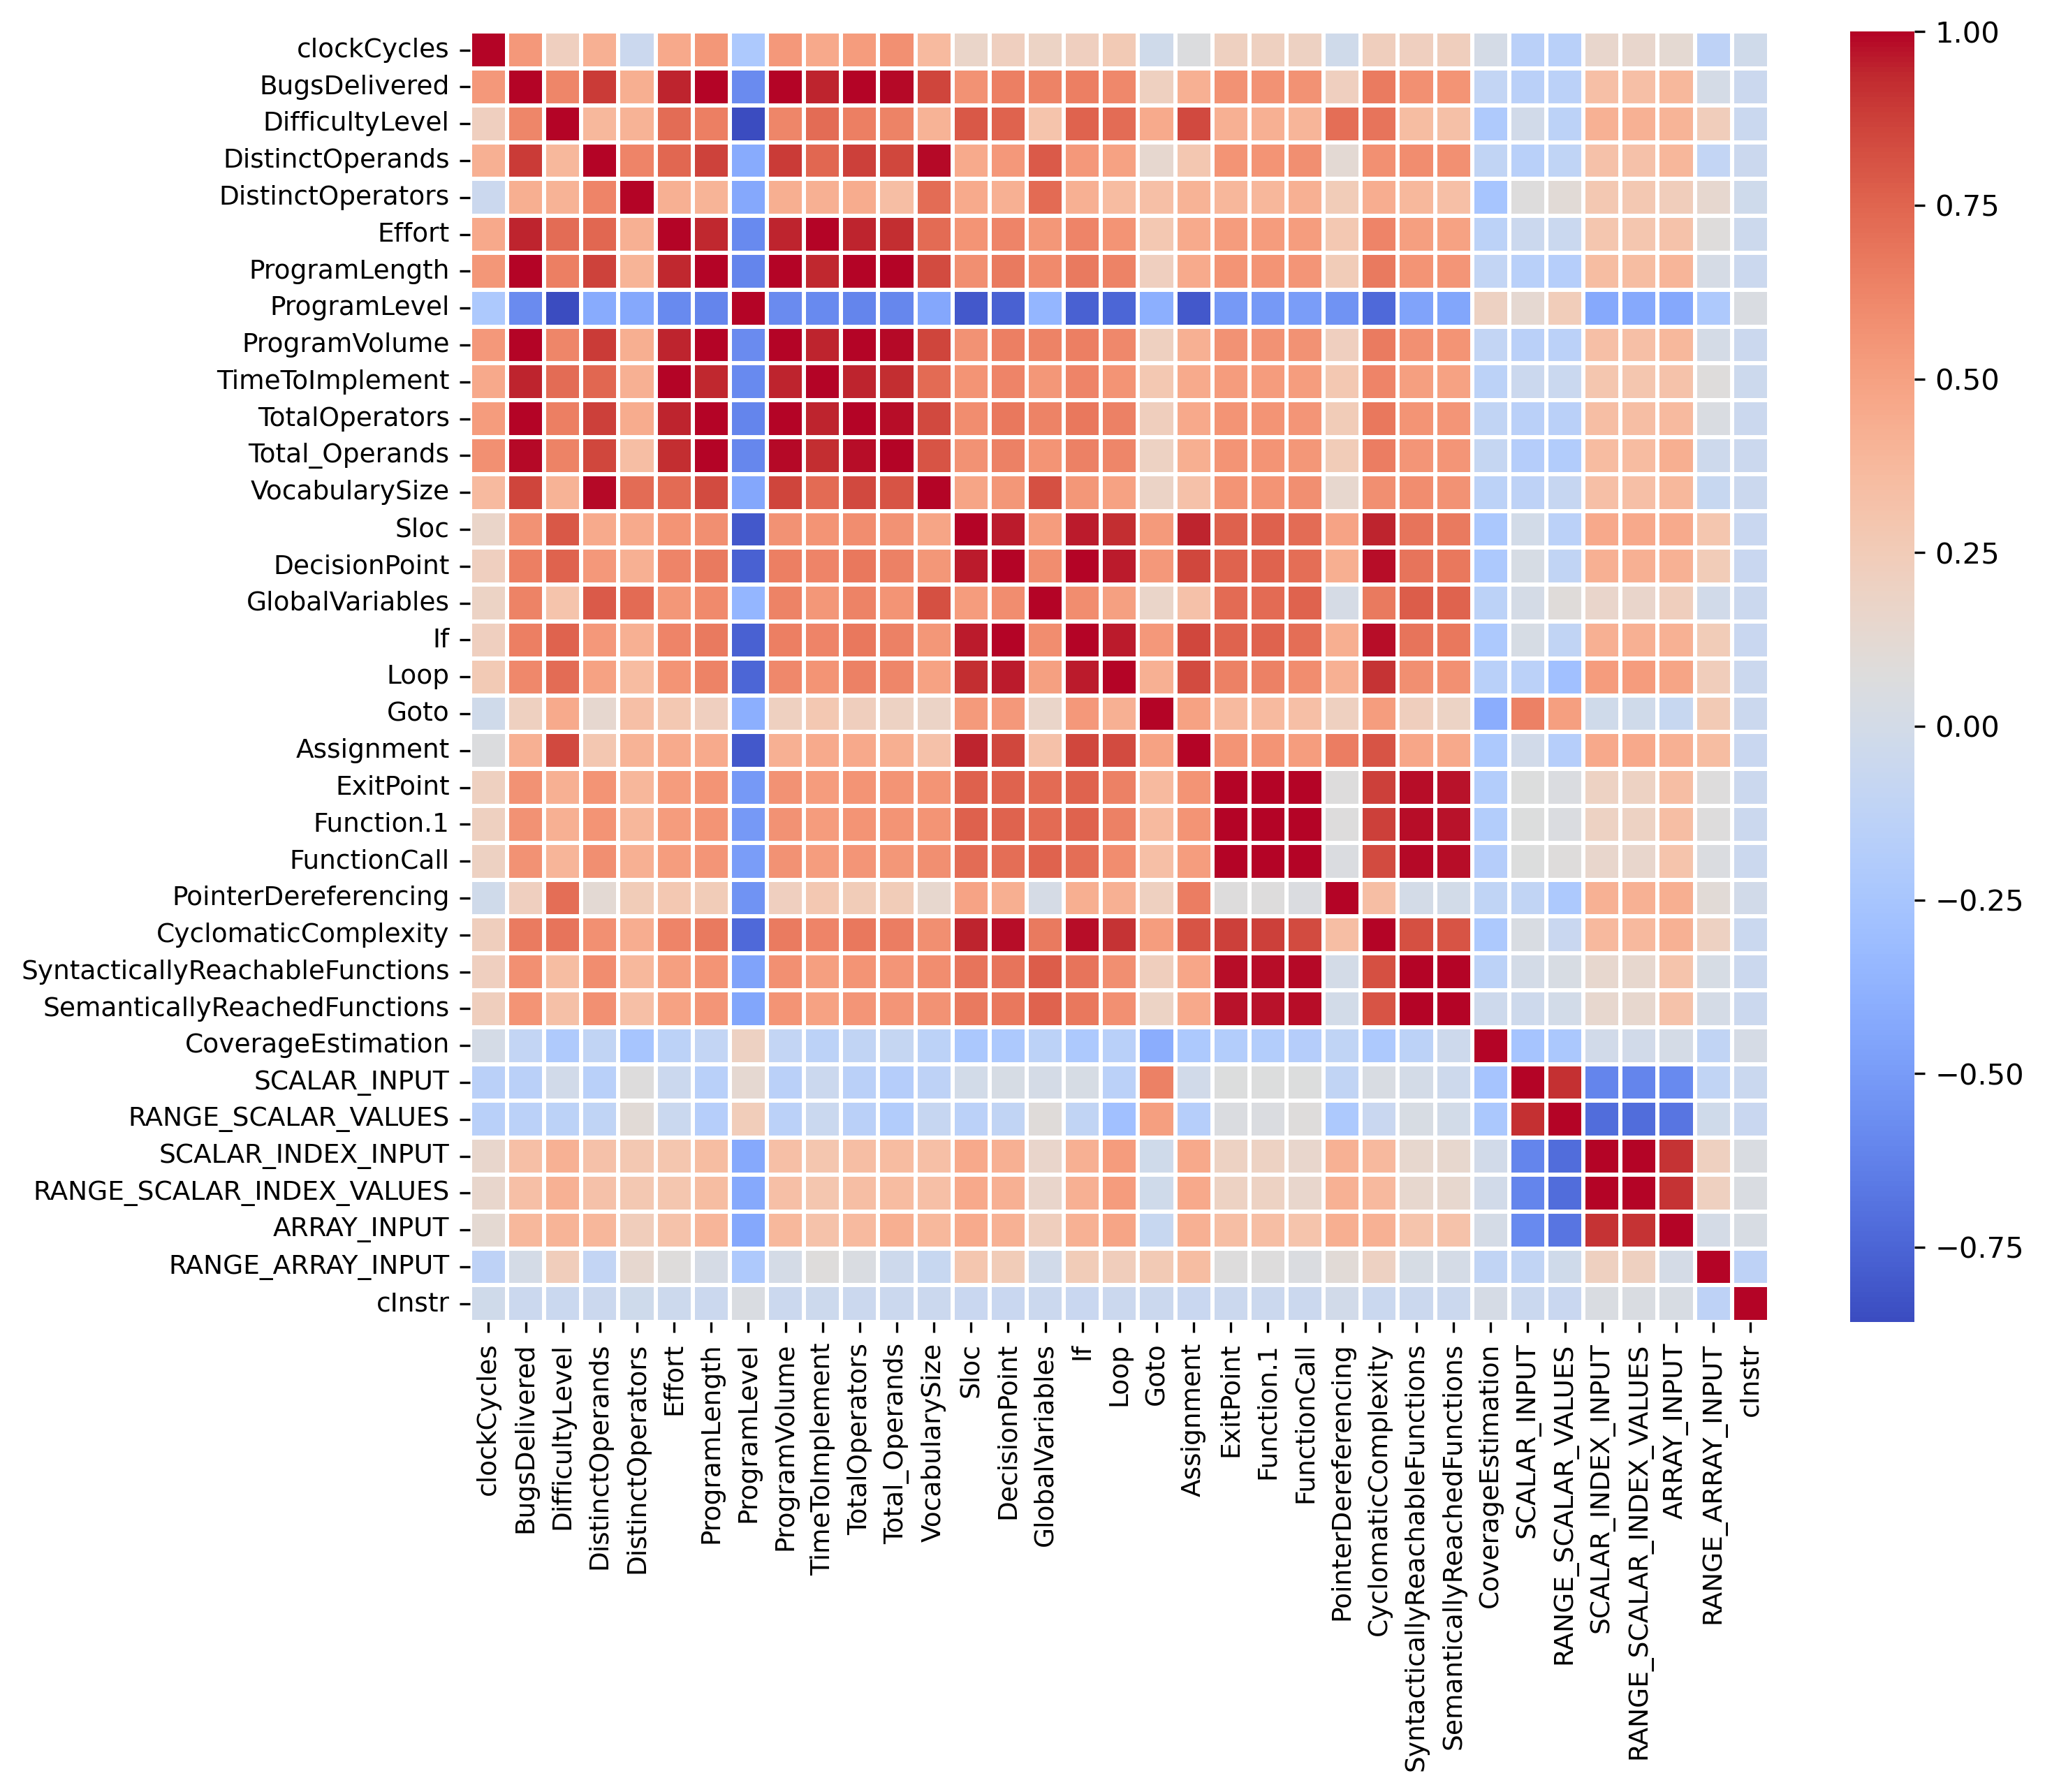 clockCycles
BugsDelivered
DifficultyLevel
DistinctOperands
DistinctOperators
Effort
ProgramLength
ProgramLevel
ProgramVolume
TimeToImplement
TotalOperators
Total_Operands
VocabularySize
Sloc
DecisionPoint
GlobalVariables
If
Loop
Goto
Assignment
ExitPoint
Function.1
FunctionCall
PointerDereferencing
CyclomaticComplexity
SyntacticallyReachableFunctions
SemanticallyReachedFunctions
CoverageEstimation
SCALAR_INPUT
RANGE_SCALAR_VALUES
SCALAR_INDEX_INPUT
RANGE_SCALAR_INDEX_VALUES
ARRAY_INPUT
RANGE_ARRAY_INPUT
cInstr
clockCycles
BugsDelivered
DifficultyLevel
DistinctOperands
DistinctOperators
Effort
ProgramLength
ProgramLevel
ProgramVolume
TimeToImplement
TotalOperators
Total_Operands
VocabularySize
Sloc
DecisionPoint
GlobalVariables
If
Loop
Goto
Assignment
ExitPoint
Function.1
FunctionCall
PointerDereferencing
CyclomaticComplexity
SyntacticallyReachableFunctions
SemanticallyReachedFunctions
CoverageEstimation
SCALAR_INPUT
RANGE_SCALAR_VALUES
SCALAR_INDEX_INPUT
RANGE_SCALAR_INDEX_VALUES
ARRAY_INPUT
RANGE_ARRAY_INPUT
cInstr
1.00
0.75
0.50
0.25
0.00
−0.25
−0.50
−0.75